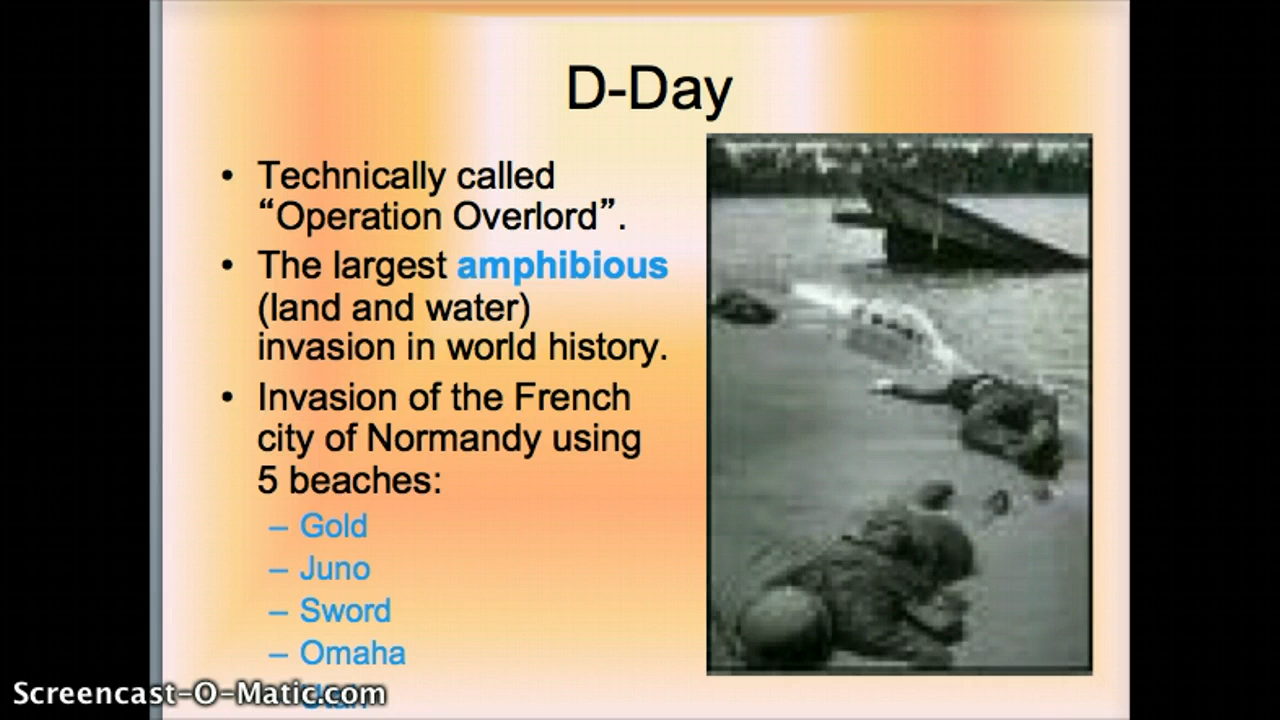 D-Day
• Technically called
“Operation Overlord”.
• The largest amphibious
(land and water)
invasion in world history.
• Invasion of the French
city of Normandy using
5 beaches:
– Gold
– Juno
– Sword
– Omaha
Screencast-O-Matic.com